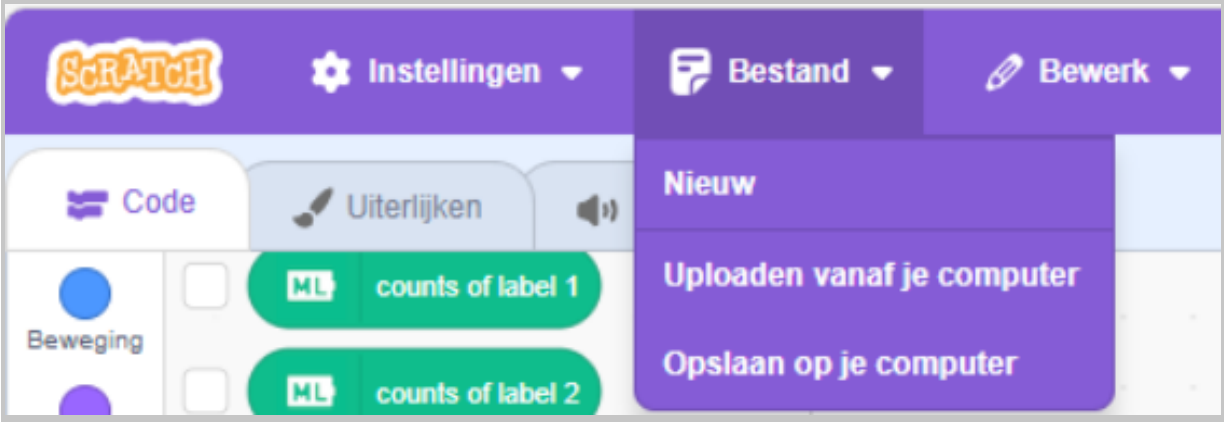 SCRATCH
Instellingen
Bestand
Bewerk
Code
Uiterlijken
Nieuw
Uploaden vanaf je computer
Opslaan op je computer
Beweging
ML counts of label 1
ML counts of label 2